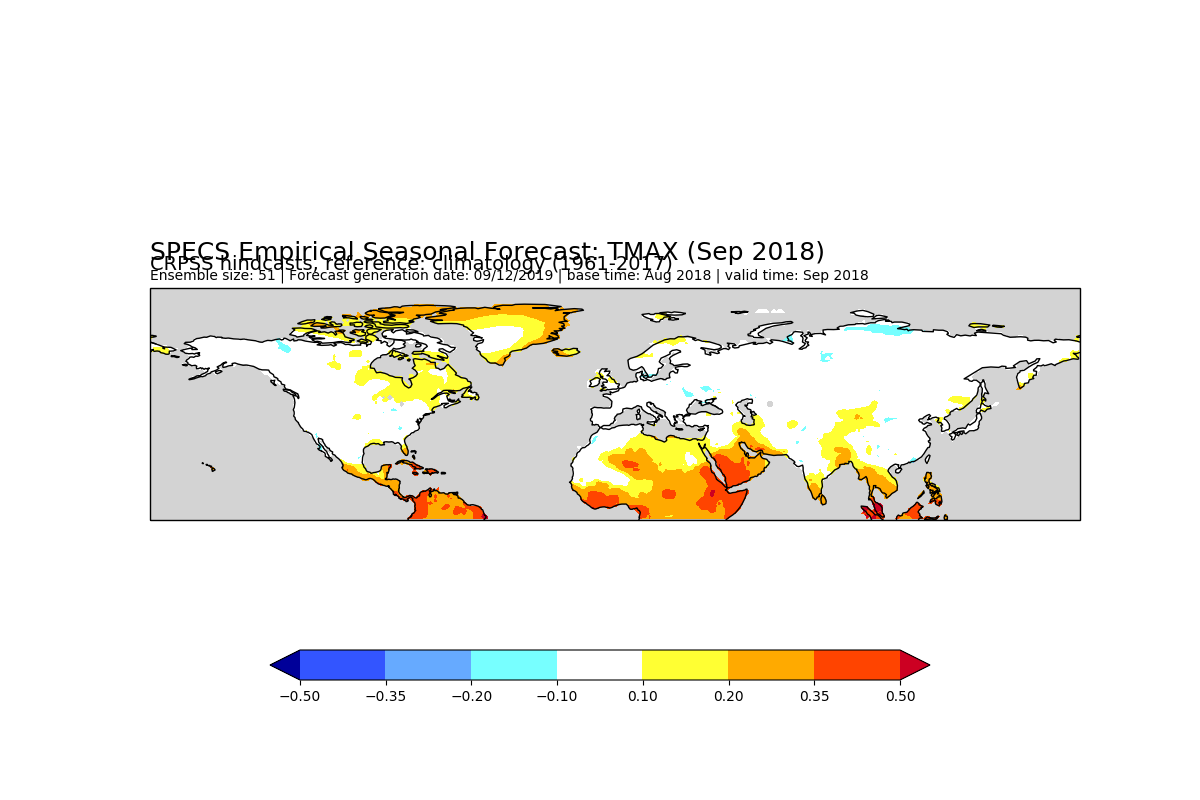 SPECS Empirical Seasonal Forecast: TMAX (Sep 2018)
CRPSS hindcasts, reference: climatology (1961-2017)
Ensemble size: 51 | Forecast generation date: 09/12/2019 | base time: Aug 2018 | valid time: Sep 2018
−0.50 −0.35 −0.20 −0.10 0.10 0.20 0.35 0.50